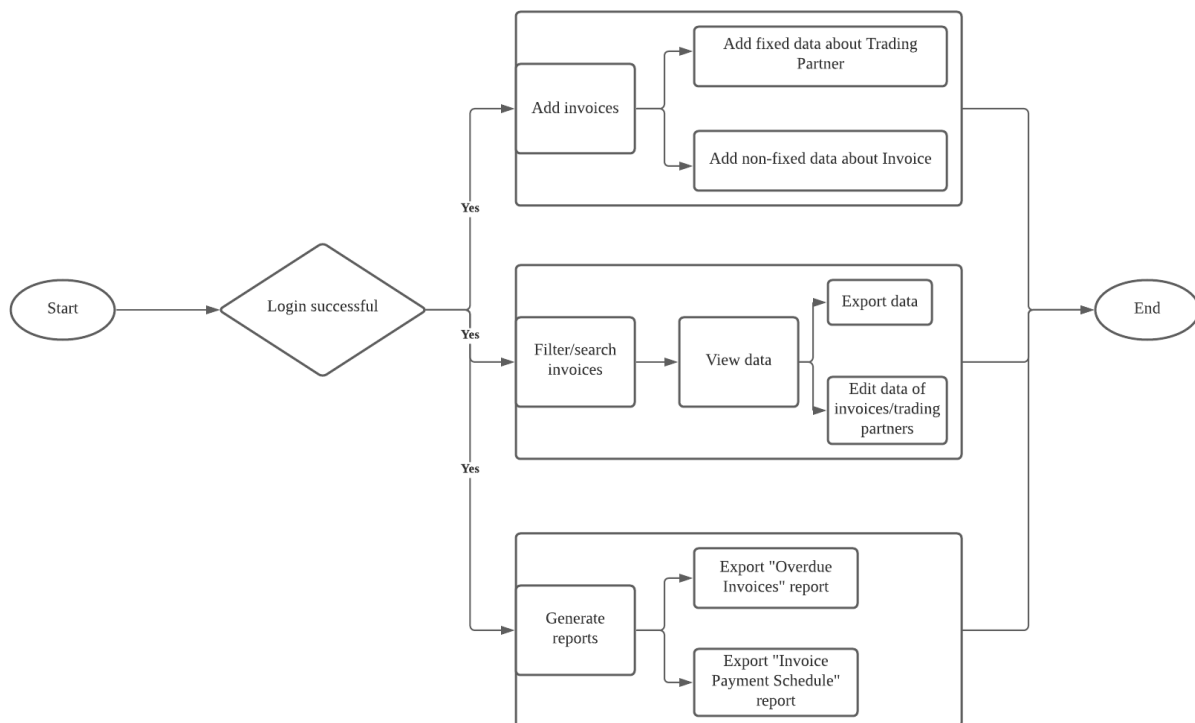 Start
Login successful
Yes
Yes
Yes
Add invoices
Add fixed data about Trading
Partner
Add non-fixed data about Invoice
Filter/search
invoices
View data
Export data
Edit data of
invoices/trading
partners
Generate
reports
Export "Overdue
Invoices" report
Export "Invoice
Payment Schedule"
report
End